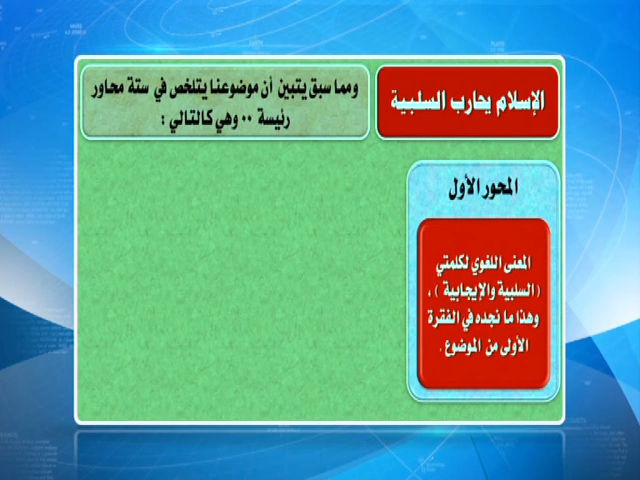 الإسلام يحارب السلبية
ومما سبق يتبين أن موضوعنا يتلخص في ستة محاور
رئيسة ٠٠ وهي كالتالي :
المحور الأول
المعنى اللغوي لكلمتي
( السلبية والإيجابية ) ،
وهذا ما نجده في الفقرة
الأولى من الموضوع .